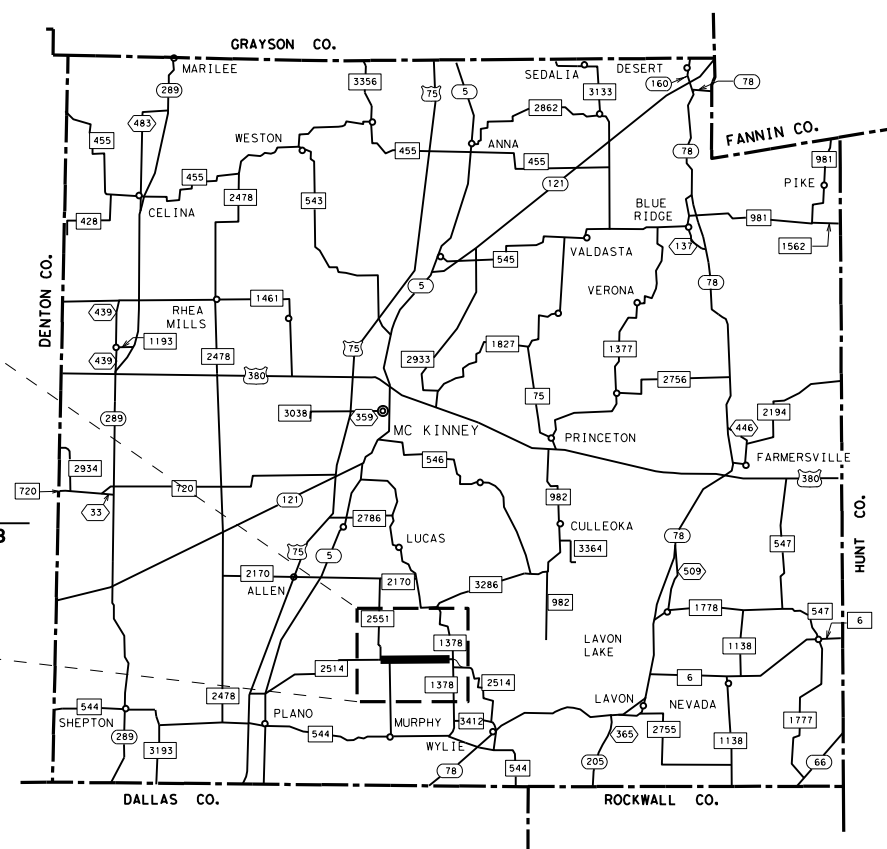 GRAYSON CO.
MARILEE
SEDALIA
DESERT
289
3356
75
5
3133
160
78
2862
483
FANNIN CO.
WESTON
ANNA
455
455
78
981
455
455
121
PIKE
2478
543
CELINA
BLUE
RIDGE
428
981
137
1562
VALDASTA
545
DENTON CO.
5
78
VERONA
1461
439
RHEA
MILLS
1193
75
1827
1377
439
2478
2933
380
2756
75
289
3038
359
MC KINNEY
2194
446
PRINCETON
2934
546
FARMERSVILLE
720
720
380
33
121
982
HUNT CO.
2786
CULLEOKA
78
LUCAS
547
3364
75
5
509
2170
2170
ALLEN
3286
982
2551
1778
547
6
1378
LAVON
LAKE
1138
2514
1378
2514
6
2478
LAVON
NEVADA
544
SHEPTON
PLANO
MURPHY
3412
1777
289
3193
544
WYLIE
365
2755
1138
78
544
205
66
DALLAS CO.
ROCKWALL CO.